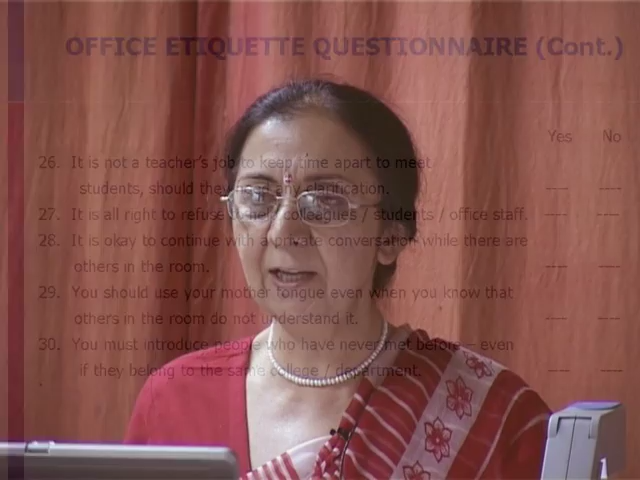 OFFICE ETIQUETTE QUESTIONNAIRE (Cont.)
Yes No
26. It is not a teacher's job to keep time apart to meet
students, should they clarification.
27. It is all right to refuse colleagues / students / office staff.
28. It is okay to continue with a private conversation while there are
others in the room.
29. You should use your mother tongue even when you know that
others in the room do not understand it.
30. You must introduce people who have never met before – even
if they belong to the same college / department.